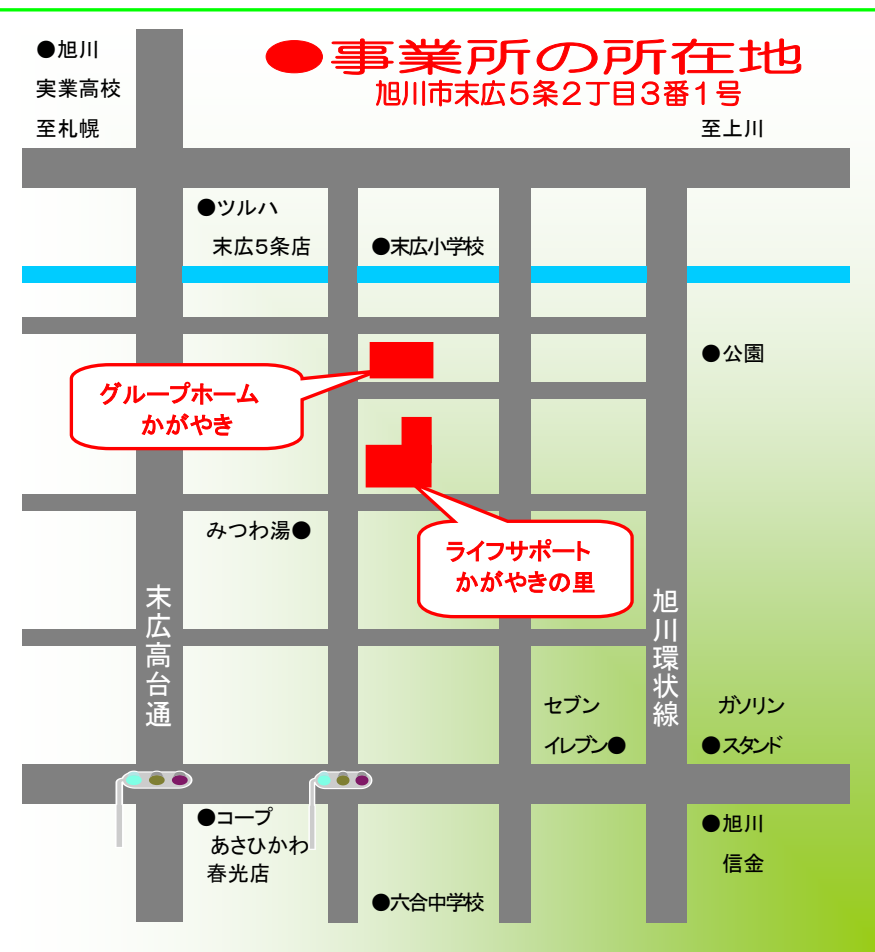 ●旭川
実業高校
至札幌
●事業所の所在地
旭川市末広5条2丁目3番1号
至上川
●ツルハ
末広5条店
●末広小学校
●公園
グループホーム
かがやき
みつわ湯●
ライフサポート
かがやきの里
末広高台通
旭川環状線
セブン
イレブン●
ガソリン
●スタンド
●コープ
あさひかわ
春光店
●旭川
信金
●六合中学校